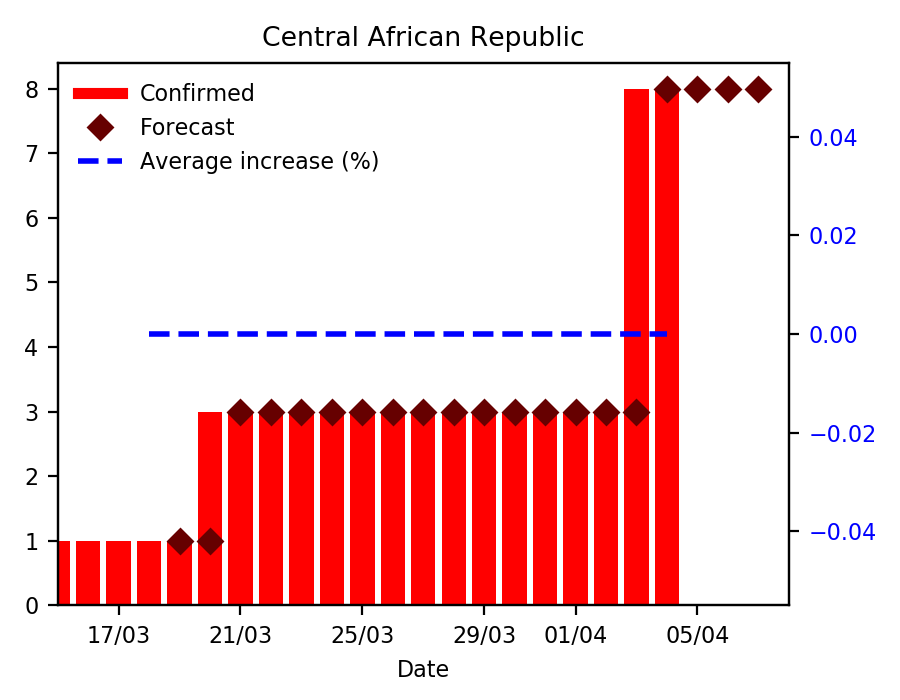 Central African Republic
Confirmed
Forecast
Average increase (%)
8
7
6
5
4
3
2
1
0
0.04
0.02
0.00
−0.02
−0.04
17/03 21/03 25/03 29/03 01/04 05/04
Date